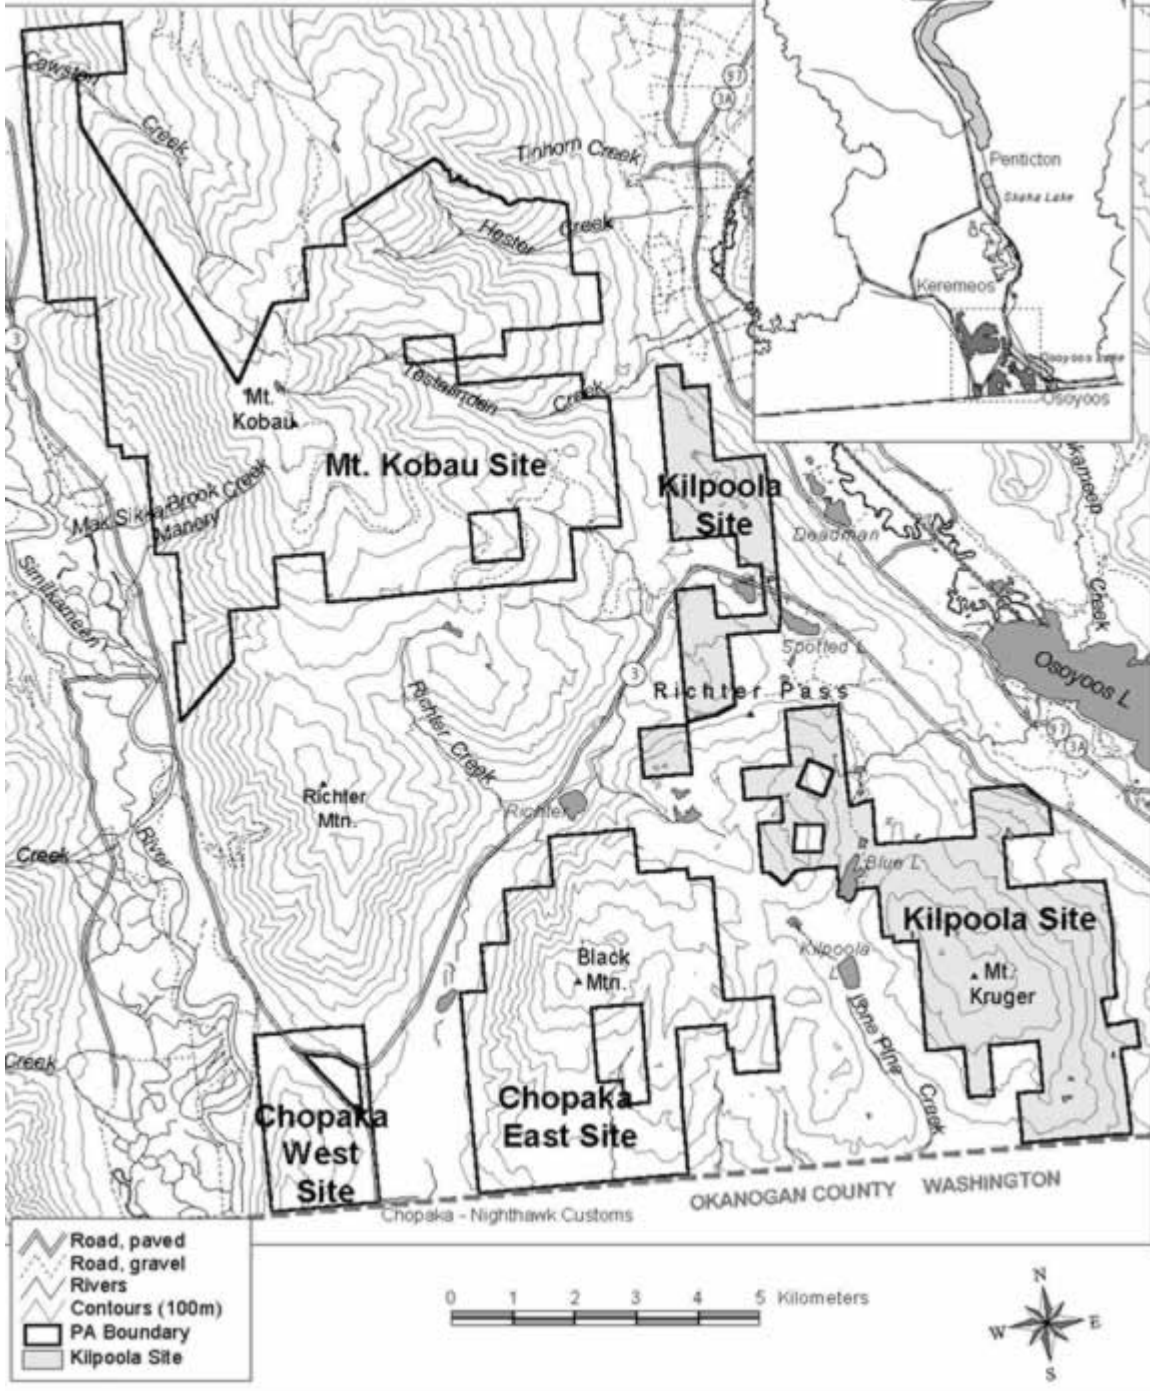 Cawston
Creek
Tinhorn Creek
97
3A
Hester
Creek
Penticton
Skaha Lake
Keremeos
Osoyoos Lake
Osoyoos
3
Mt.
Kobau
Testalinden
Creek
Mt. Kobau Site
Kilpoola
Site
Manery
Brook
Creek
Similkameen
River
Deadman
L
Creek
Osoyoos L
97
3A
Spotted L
3
Richter Pass
Richter Creek
Richter
Mtn.
Richter
Creek
Blue L
Kilpoola Site
Kilpoola
L
Black
Mtn.
Mt.
Kruger
Lone Pine
Creek
Creek
Chopaka
West
Site
Chopaka
East Site
OKANOGAN COUNTY WASHINGTON
Chopaka - Nighthawk Customs
Road, paved
Road, gravel
Rivers
Contours (100m)
PA Boundary
Kilpoola Site
0 1 2 3 4 5 Kilometers
N
W E
S